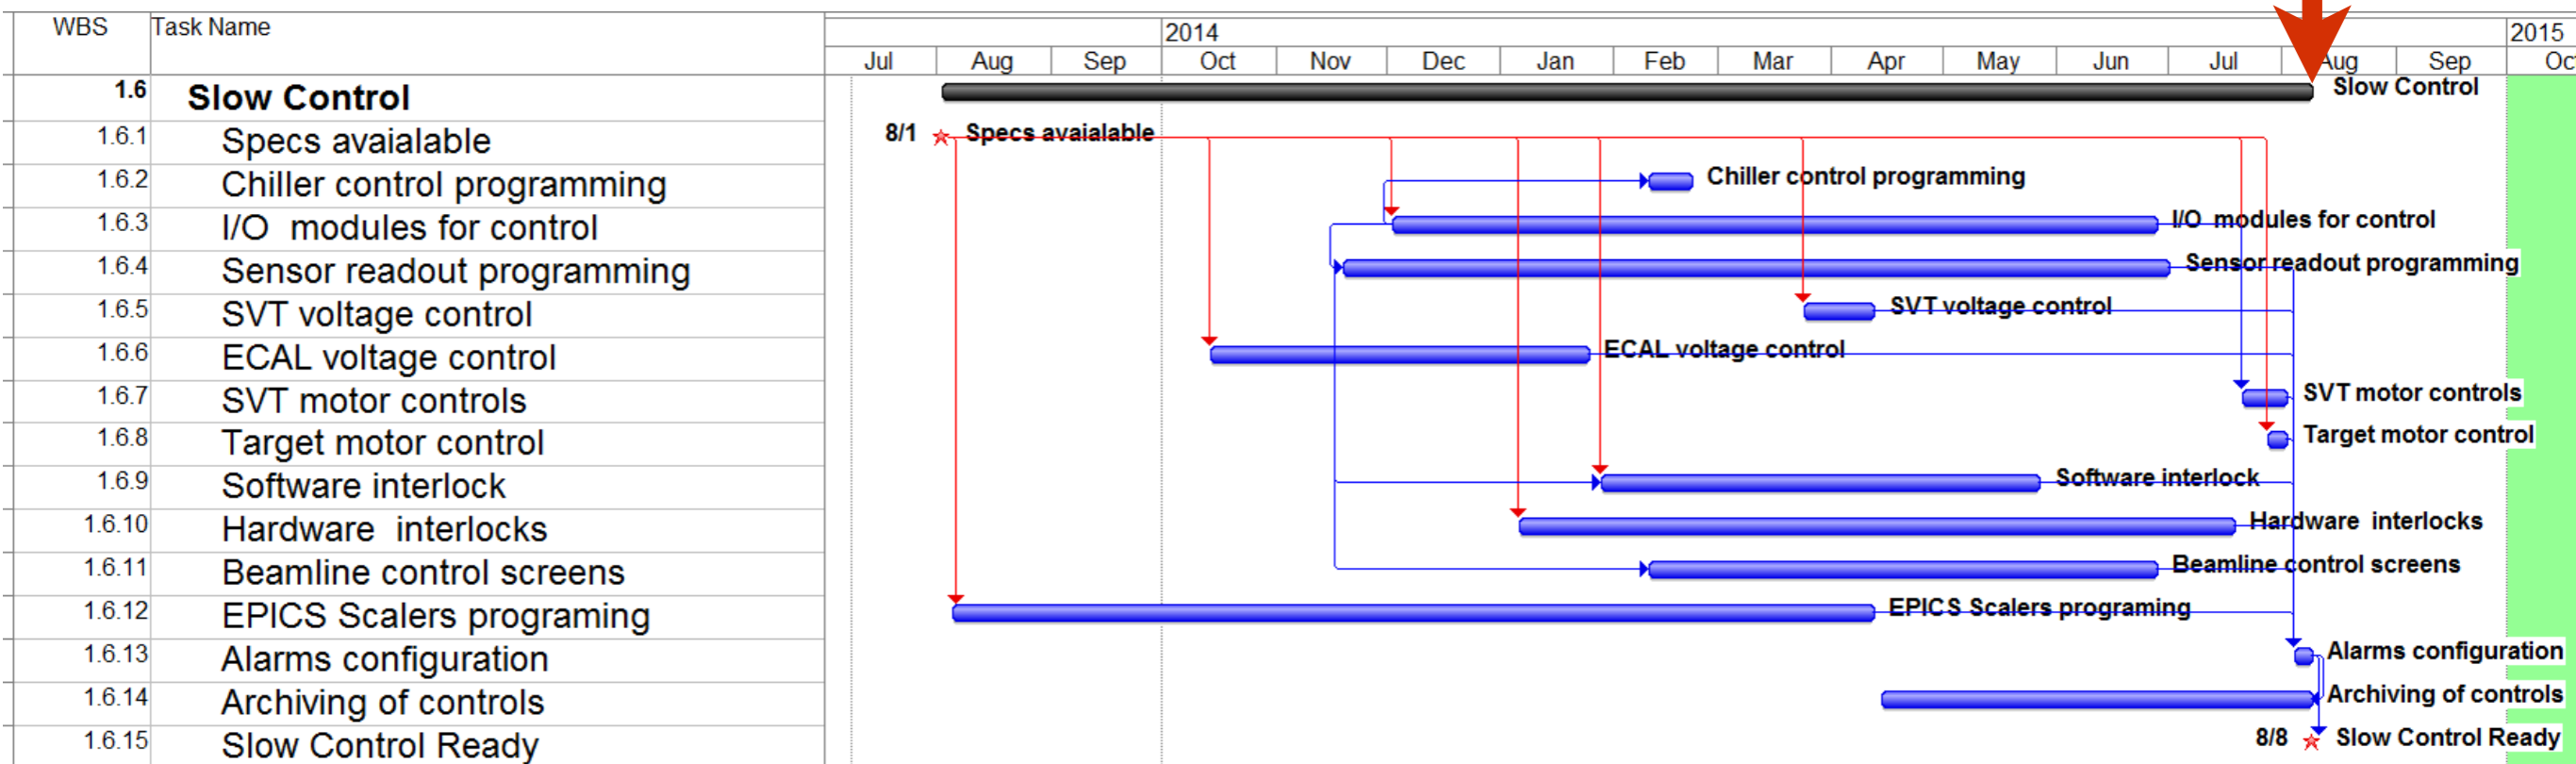 WBS Task Name 2014 2015
Jul Aug Sep Oct Nov Dec Jan Feb Mar Apr May Jun Jul Aug Sep Oc
1.6 Slow Control Slow Control
1.6.1 Specs avaialable 8/1 Specs avaialable
1.6.2 Chiller control programming Chiller control programming
1.6.3 I/O modules for control I/O modules for control
1.6.4 Sensor readout programming Sensor readout programming
1.6.5 SVT voltage control SVT voltage control
1.6.6 ECAL voltage control ECAL voltage control
1.6.7 SVT motor controls SVT motor controls
1.6.8 Target motor control Target motor control
1.6.9 Software interlock Software interlock
1.6.10 Hardware interlocks Hardware interlocks
1.6.11 Beamline control screens Beamline control screens
1.6.12 EPICS Scalers programing EPICS Scalers programing
1.6.13 Alarms configuration Alarms configuration
1.6.14 Archiving of controls Archiving of controls
1.6.15 Slow Control Ready 8/8 Slow Control Ready